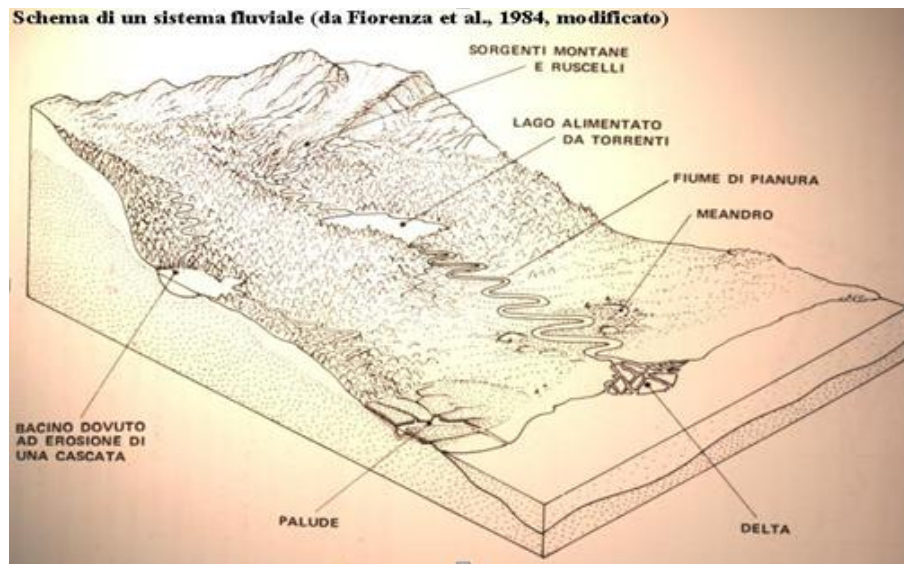 Schema di un sistema fluviale (da Fiorenza et al., 1984, modificato)
SORGENTI MONTANE
E RUSCELLI
LAGO ALIMENTATO
DA TORRENTI
FIUME DI PIANURA
MEANDRO
BACINO DOVUTO
AD EROSIONE DI
UNA CASCATA
PALUDE
DELTA